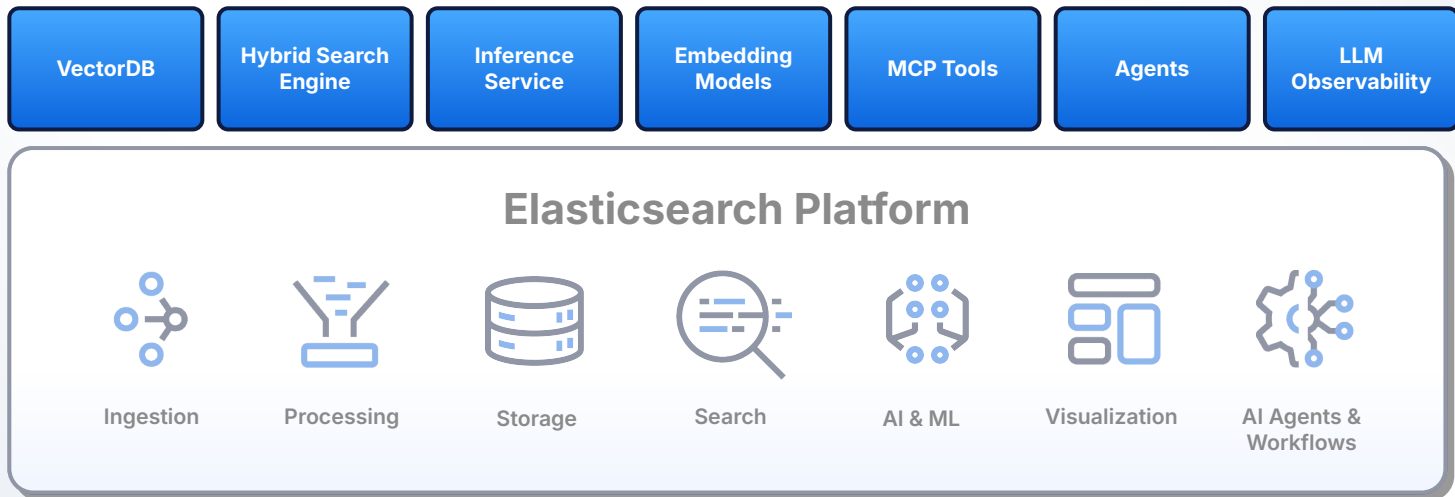 VectorDB
Hybrid Search
Engine
Inference
Service
Embedding
Models
MCP Tools
Agents
LLM
Observability
Elasticsearch Platform
Ingestion
Processing
Storage
Search
AI & ML
Visualization
AI Agents &
Workflows